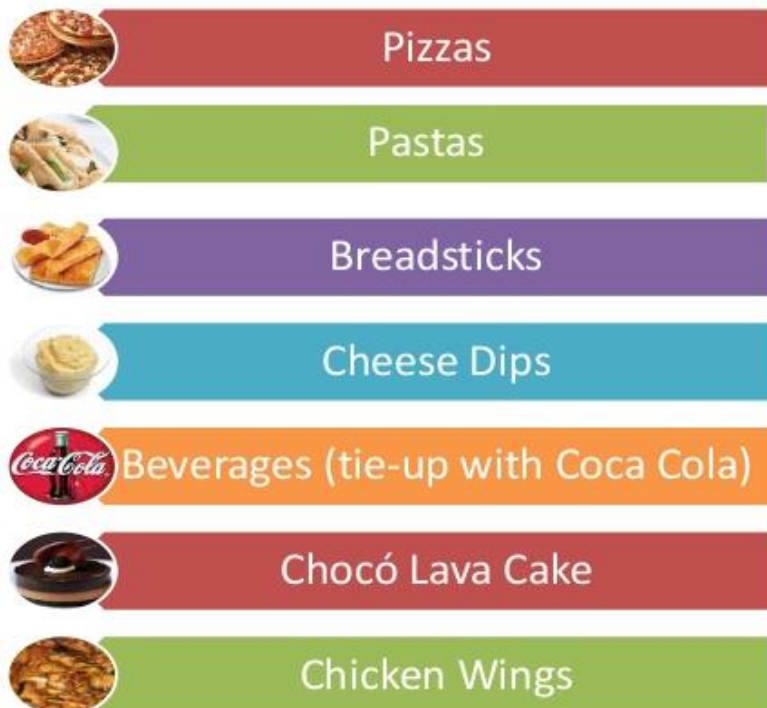 Pizzas
Pastas
Breadsticks
Cheese Dips
Coca-Cola
Beverages (tie-up with Coca Cola)
Chocó Lava Cake
Chicken Wings